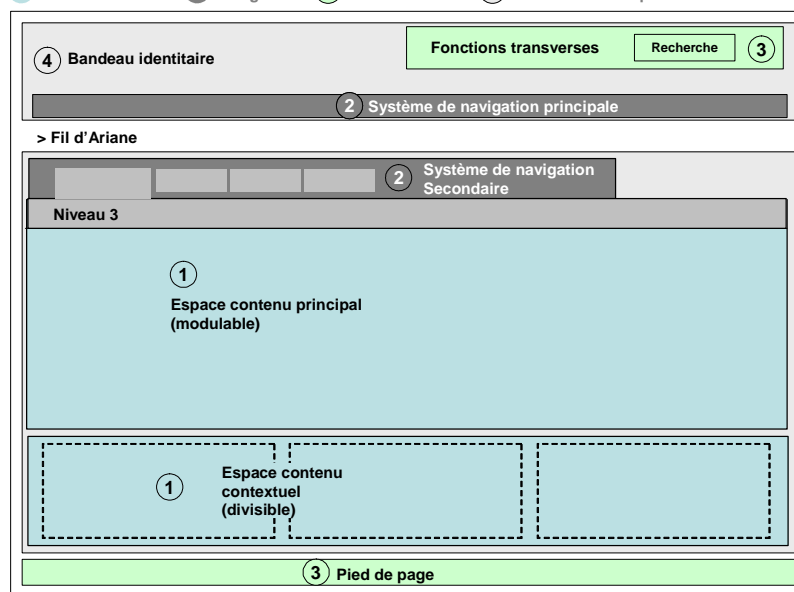 4 Bandeau identitaire
Fonctions transverses
Recherche
3
2 Système de navigation principale
> Fil d'Ariane
2 Système de navigation
Secondaire
Niveau 3
1
Espace contenu principal
(modulable)
1
Espace contenu
contextuel
(divisible)
3 Pied de page